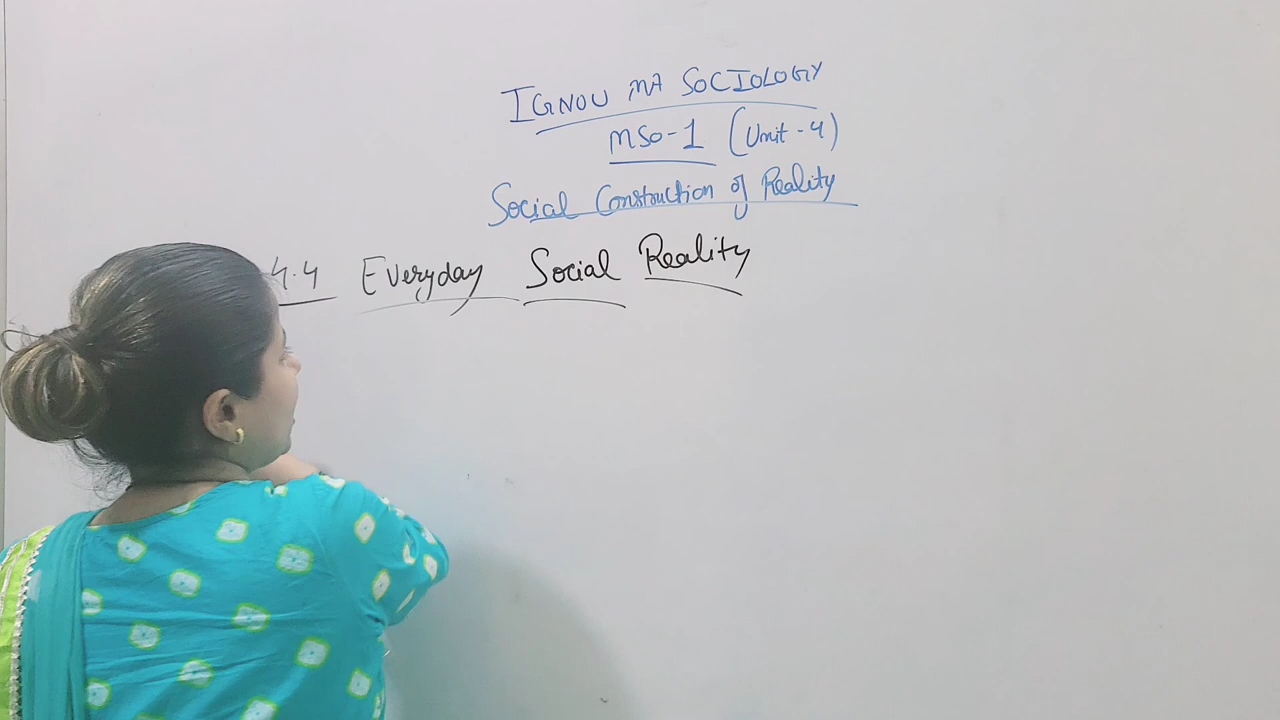 IGNOU MA SOCIOLOGY
MSO-1 (Unit-4)
Social Construction of Reality
4.4 Everyday Social Reality